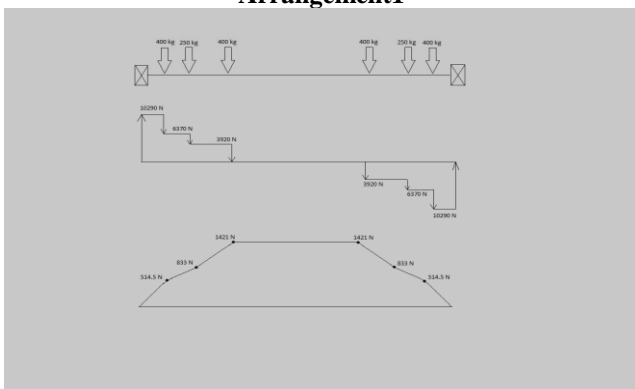 Arrangement1
400 kg 250 kg 400 kg 400 kg 250 kg 400 kg
10290 N
6370 N
3920 N
3920 N
6370 N
10290 N
1421 N 1421 N
833 N 833 N
514.5 N 514.5 N